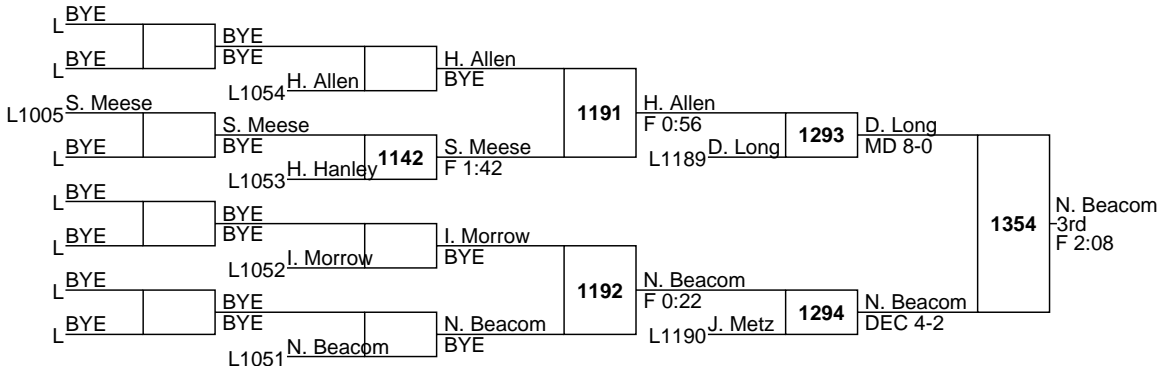 L BYE
BYE
BYE
L BYE
L1054 H. Allen
H. Allen
BYE
L1005 S. Meese
S. Meese
BYE
L BYE
1142
L1053 H. Hanley
S. Meese
F 1:42
1191
H. Allen
F 0:56
L1189 D. Long
1293
D. Long
MD 8-0
L BYE
BYE
BYE
L BYE
L1052 I. Morrow
I. Morrow
BYE
L BYE
BYE
BYE
L BYE
L1051 N. Beacom
N. Beacom
BYE
1192
N. Beacom
F 0:22
L1190 J. Metz
1294
N. Beacom
DEC 4-2
1354
N. Beacom
3rd
F 2:08